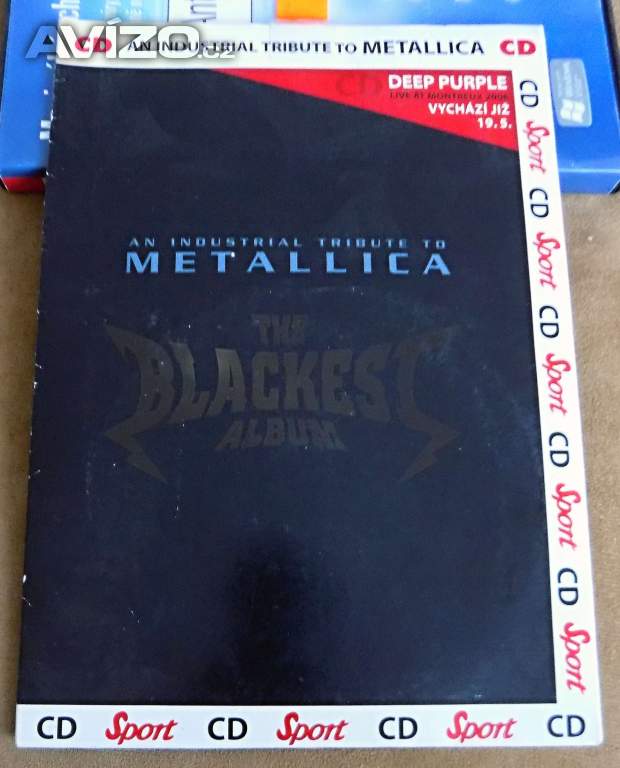 Avízo.cz
CD AN INDUSTRIAL TRIBUTE TO METALLICA CD
DEEP PURPLE
LIVE AT MONTREUX 2006
VYCHÁZÍ JIŽ
19.5.
AN INDUSTRIAL TRIBUTE TO
METALLICA
THE
BLACKEST
ALBUM
CD
Sport
CD
Sport
CD
Sport
CD
Sport
CD
Sport
CD Sport CD Sport CD Sport CD